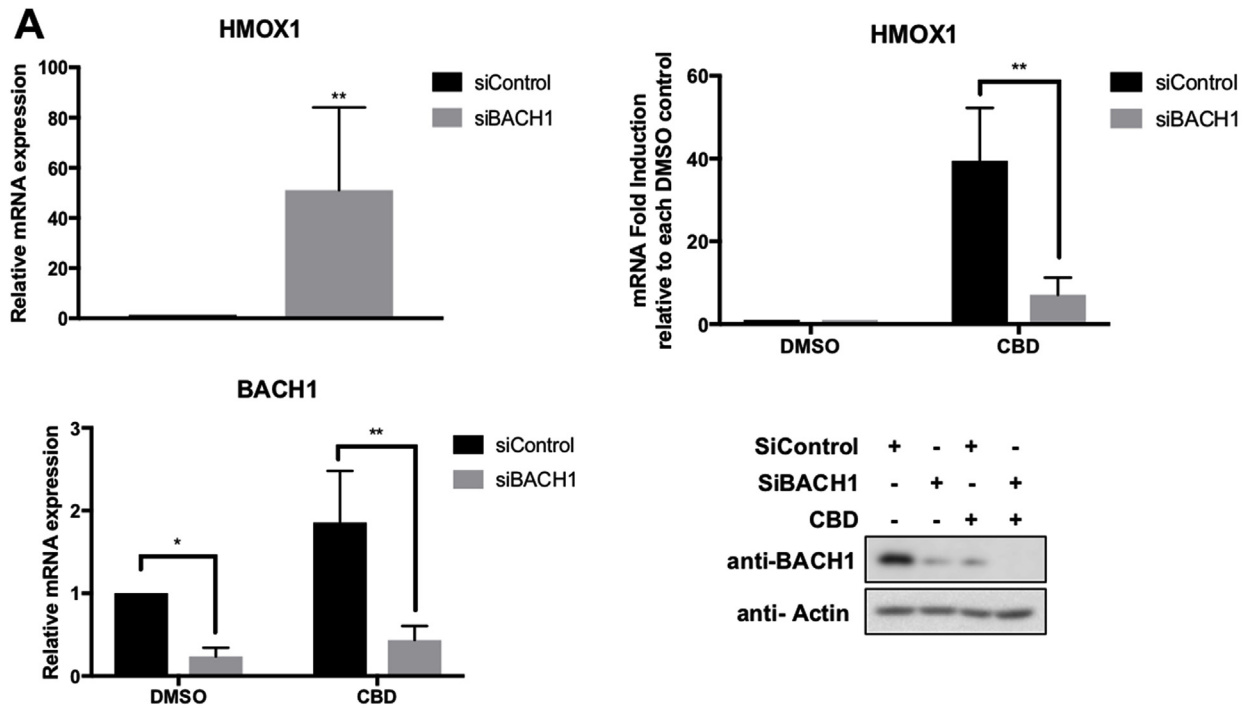 A
HMOX1
Relative mRNA expression
100
80
60
40
20
0
**
siControl
siBACH1
HMOX1
mRNA Fold Induction
relative to each DMSO control
60
40
20
0
**
DMSO
CBD
siControl
siBACH1
BACH1
Relative mRNA expression
3
2
1
0
*
**
DMSO
CBD
siControl
siBACH1
SiControl + - + -
SiBACH1 - + - +
CBD - - + +
anti-BACH1
anti- Actin